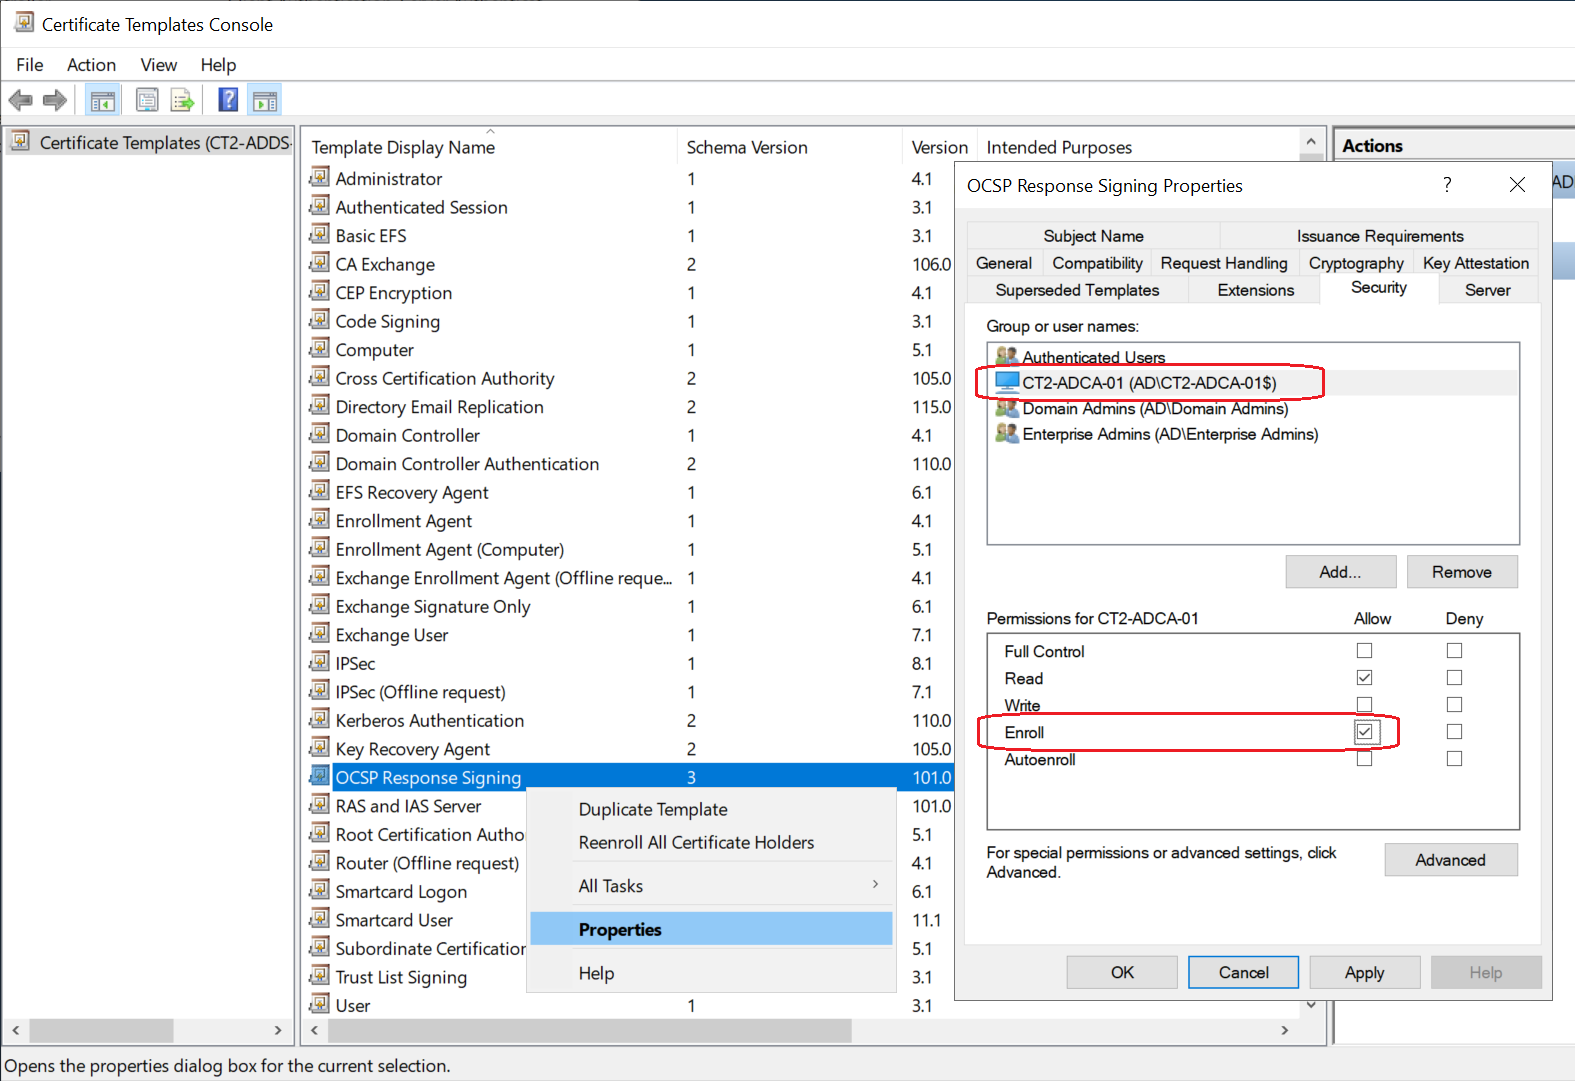 Certificate Templates Console
File Action View Help
Certificate Templates (CT2-ADDS-
Template Display Name Schema Version Version Intended Purposes
Administrator 1 4.1
Authenticated Session 1 3.1
Basic EFS 1 3.1
CA Exchange 2 106.0
CEP Encryption 1 4.1
Code Signing 1 3.1
Computer 1 5.1
Cross Certification Authority 2 105.0
Directory Email Replication 2 115.0
Domain Controller 1 4.1
Domain Controller Authentication 2 110.0
EFS Recovery Agent 1 6.1
Enrollment Agent 1 4.1
Enrollment Agent (Computer) 1 5.1
Exchange Enrollment Agent (Offline reque... 1 4.1
Exchange Signature Only 1 6.1
Exchange User 1 7.1
IPSec 1 8.1
IPSec (Offline request) 1 7.1
Kerberos Authentication 2 110.0
Key Recovery Agent 2 105.0
OCSP Response Signing 3 101.0
RAS and IAS Server 101.0
Root Certification Autho 5.1
Router (Offline request) 4.1
Smartcard Logon 6.1
Smartcard User 11.1
Subordinate Certification 5.1
Trust List Signing 3.1
User 1 3.1
Duplicate Template
Reenroll All Certificate Holders
All Tasks
Properties
Help
Actions
AD
OCSP Response Signing Properties ?
Subject Name Issuance Requirements
General Compatibility Request Handling Cryptography Key Attestation
Superseded Templates Extensions Security Server
Group or user names:
Authenticated Users
CT2-ADCA-01 (AD\CT2-ADCA-01$)
Domain Admins (AD\Domain Admins)
Enterprise Admins (AD\Enterprise Admins)
Add... Remove
Permissions for CT2-ADCA-01 Allow Deny
Full Control
Read
Write
Enroll
Autoenroll
For special permissions or advanced settings, click
Advanced.
Advanced
OK Cancel Apply Help
Opens the properties dialog box for the current selection.